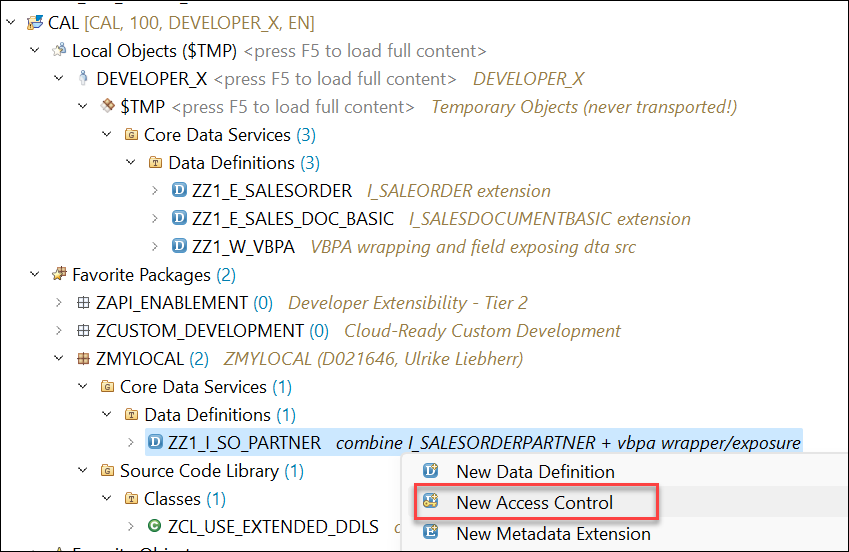 CAL [CAL, 100, DEVELOPER_X, EN]
Local Objects ($TMP) <press F5 to load full content>
DEVELOPER_X <press F5 to load full content> DEVELOPER_X
$TMP <press F5 to load full content> Temporary Objects (never transported!)
Core Data Services (3)
Data Definitions (3)
ZZ1_E_SALESORDER I_SALEORDER extension
ZZ1_E_SALES_DOC_BASIC I_SALESDOCUMENTBASIC extension
ZZ1_W_VBPA VBPA wrapping and field exposing dta src
Favorite Packages (2)
ZAPI_ENABLEMENT (0) Developer Extensibility - Tier 2
ZCUSTOM_DEVELOPMENT (0) Cloud-Ready Custom Development
ZMYLOCAL (2) ZMYLOCAL (D021646, Ulrike Liebherr)
Core Data Services (1)
Data Definitions (1)
ZZ1_I_SO_PARTNER combine I_SALESORDERPARTNER + vbpa wrapper/exposure
New Data Definition
Source Code Library (1)
Classes (1)
New Access Control
ZCL_USE_EXTENDED_DDLS
New Metadata Extension